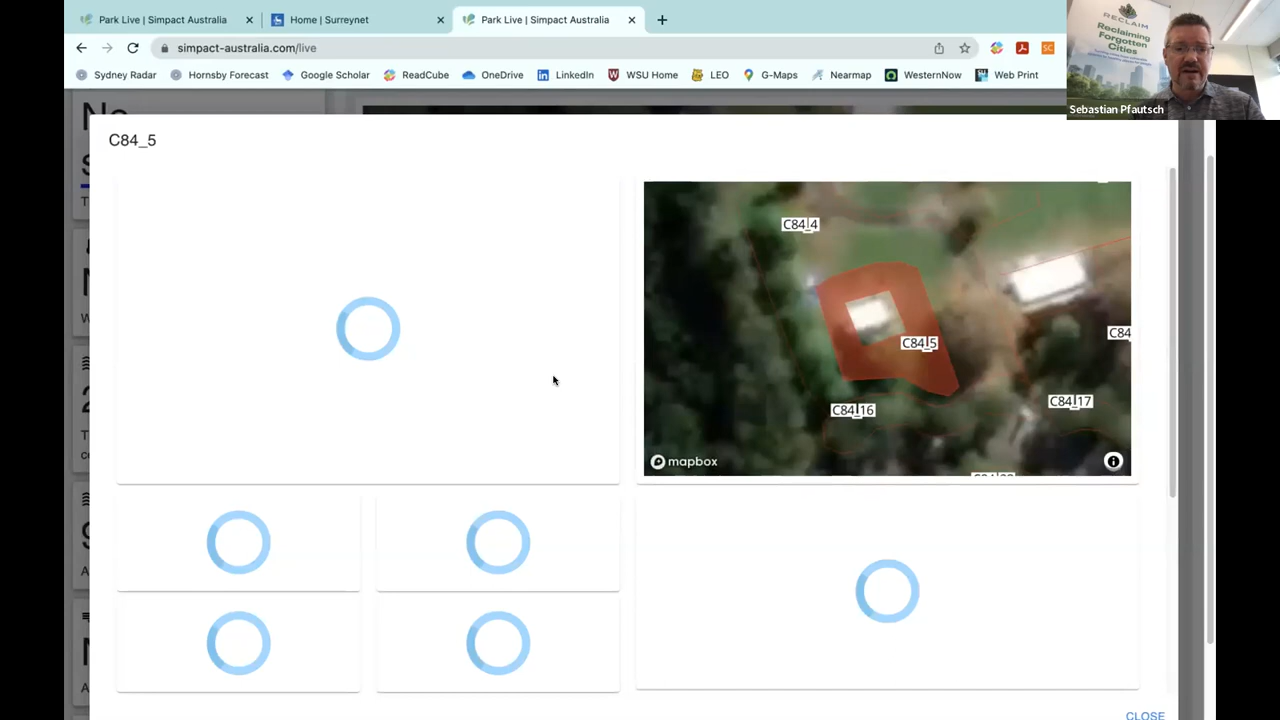 Park Live | Simpact Australia
Home | Surreynet
Park Live | Simpact Australia
simpact-australia.com/live
Sydney Radar
Hornsby Forecast
Google Scholar
ReadCube
OneDrive
LinkedIn
WSU Home
LEO
G-Maps
Nearmap
WesternNow
Web Print
RECLAIM
Reclaiming
Forgotten
Cities
Sebastian Pfautsch
C84_5
C84_4
C84_5
C84
C84_16
C84_17
mapbox
CLOSE